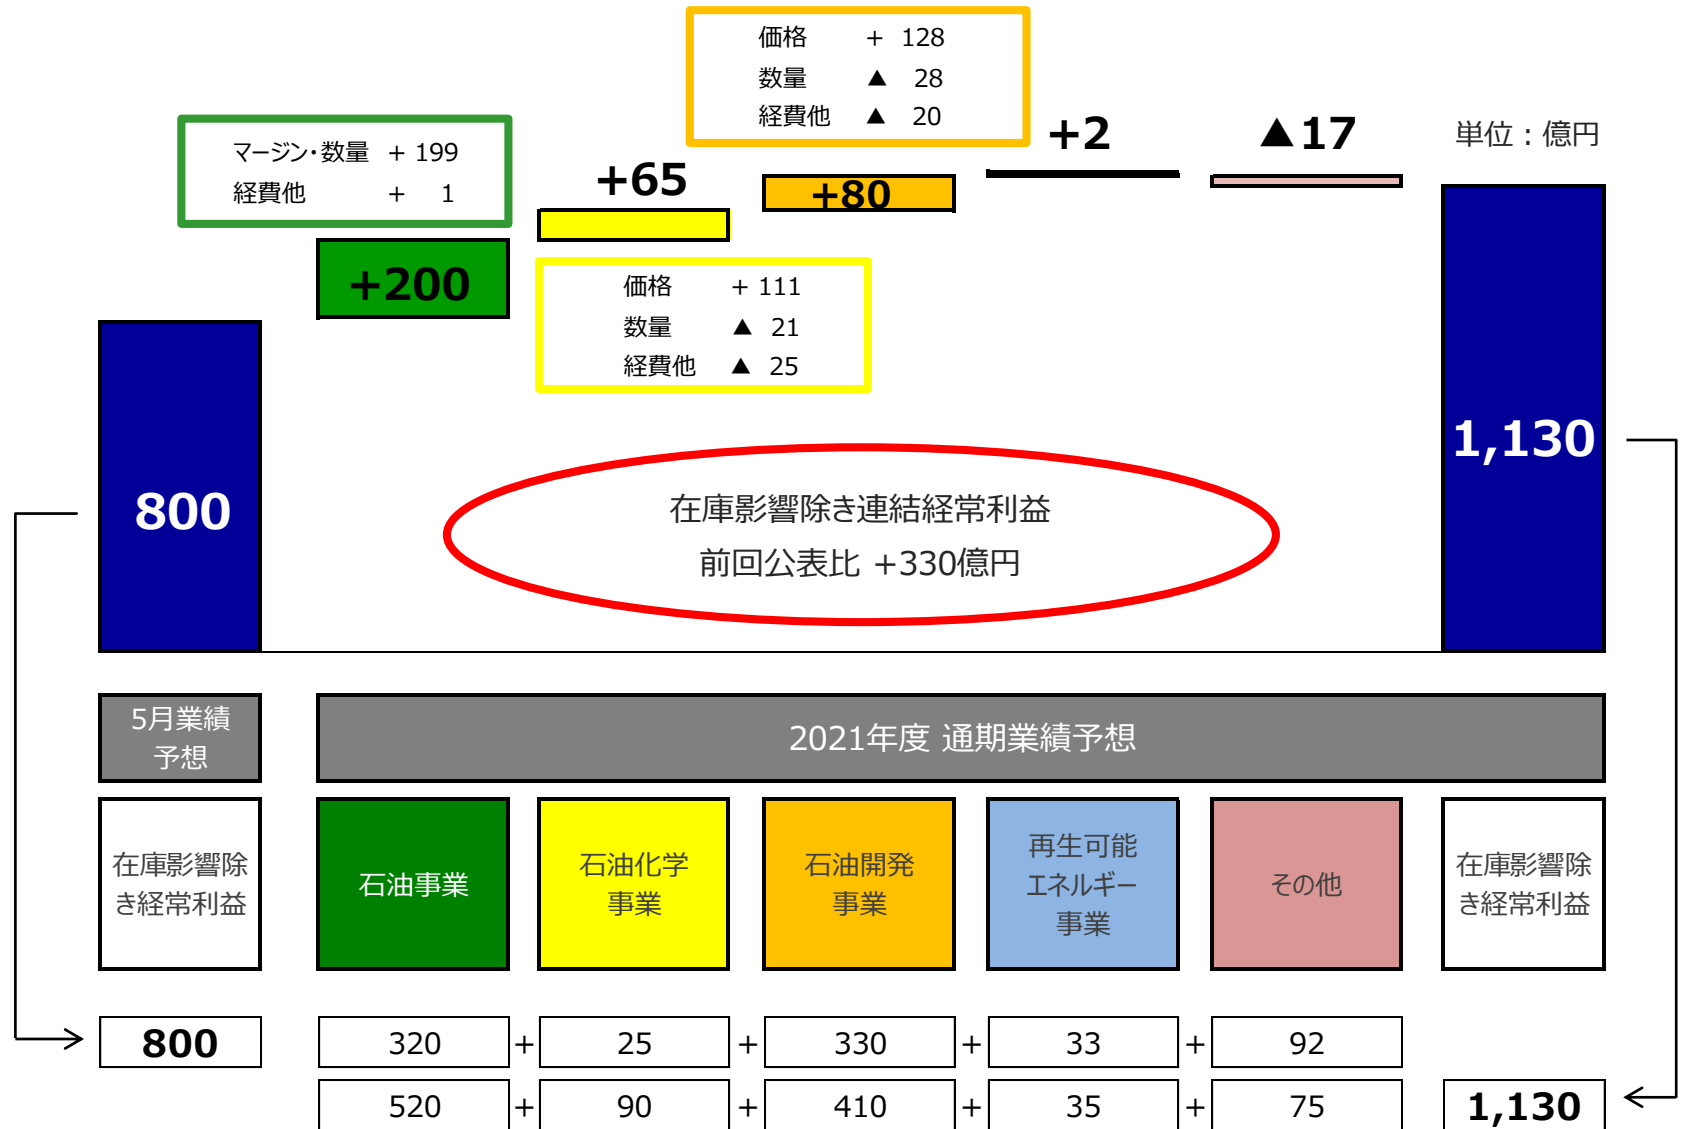 価格 + 128
数量 ▲ 28
経費他 ▲ 20
マージン・数量 + 199
経費他 + 1
+65
+80
+2
▲17
単位：億円
+200
価格 + 111
数量 ▲ 21
経費他 ▲ 25
800
1,130
在庫影響除き連結経常利益
前回公表比 +330億円
5月業績
予想
2021年度 通期業績予想
在庫影響除
き経常利益
石油事業
石油化学
事業
石油開発
事業
再生可能
エネルギー
事業
その他
在庫影響除
き経常利益
800 320 + 25 + 330 + 33 + 92
520 + 90 + 410 + 35 + 75 1,130